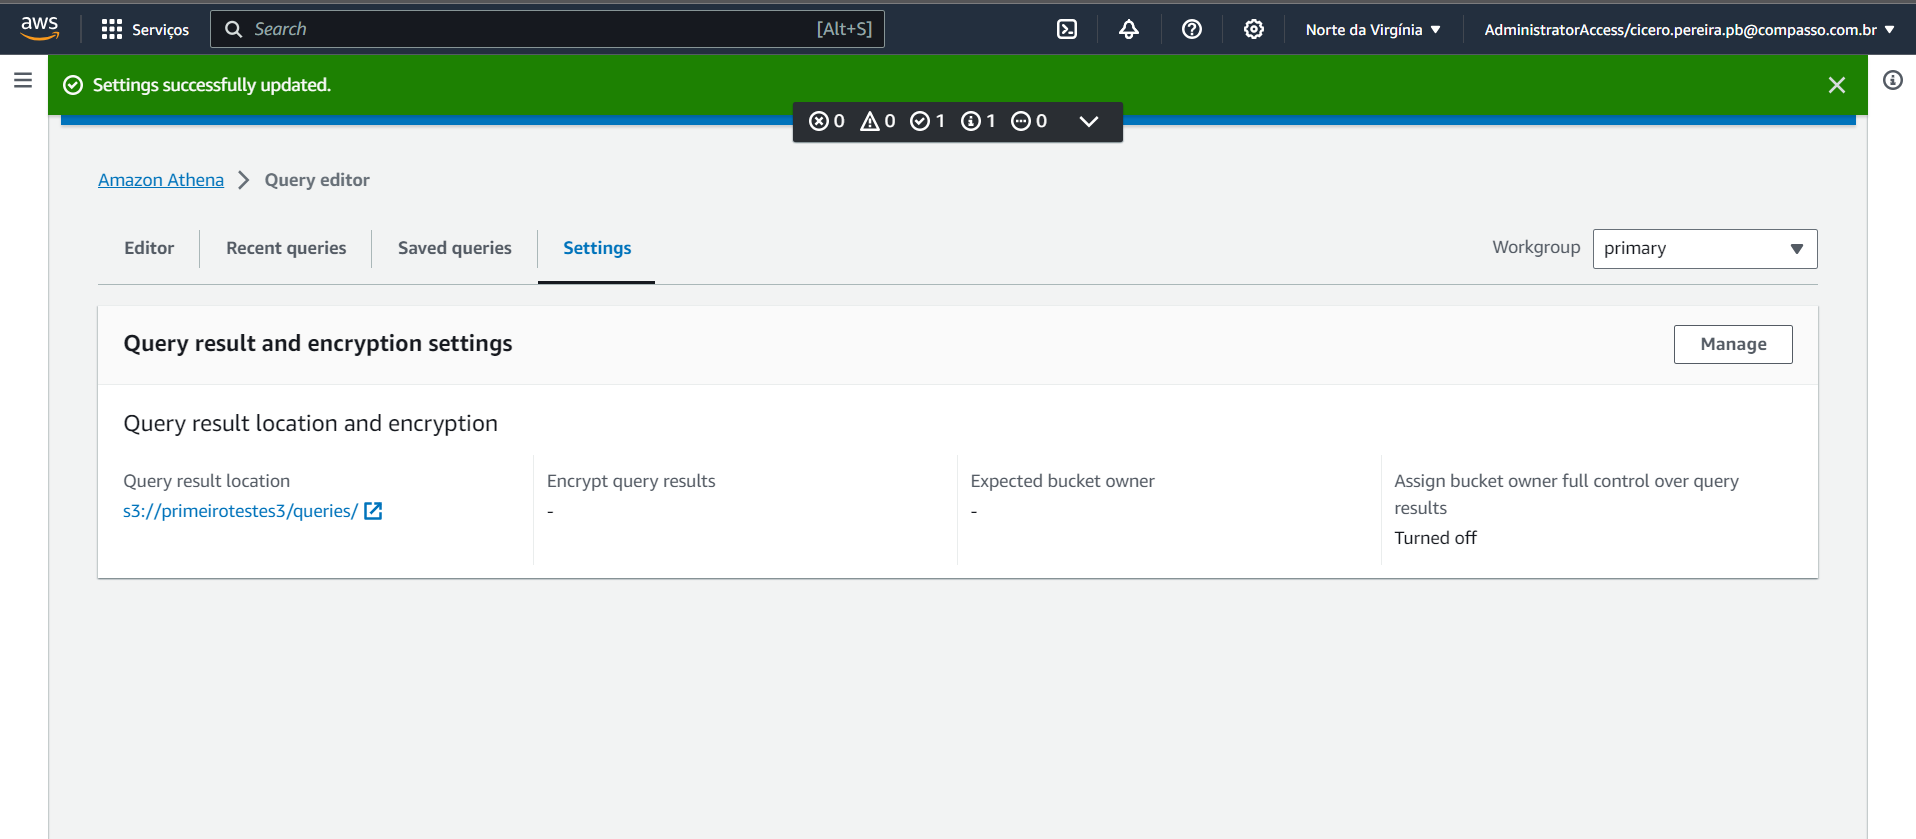 aws
Serviços
Search
[Alt+S]
Norte da Virgínia
AdministratorAccess/cicero.pereira.pb@compasso.com.br
Settings successfully updated.
0 0 1 1 0
Amazon Athena > Query editor
Editor
Recent queries
Saved queries
Settings
Workgroup
primary
Query result and encryption settings
Manage
Query result location and encryption
Query result location
s3://primeirotestes3/queries/
Encrypt query results
-
Expected bucket owner
-
Assign bucket owner full control over query
results
Turned off